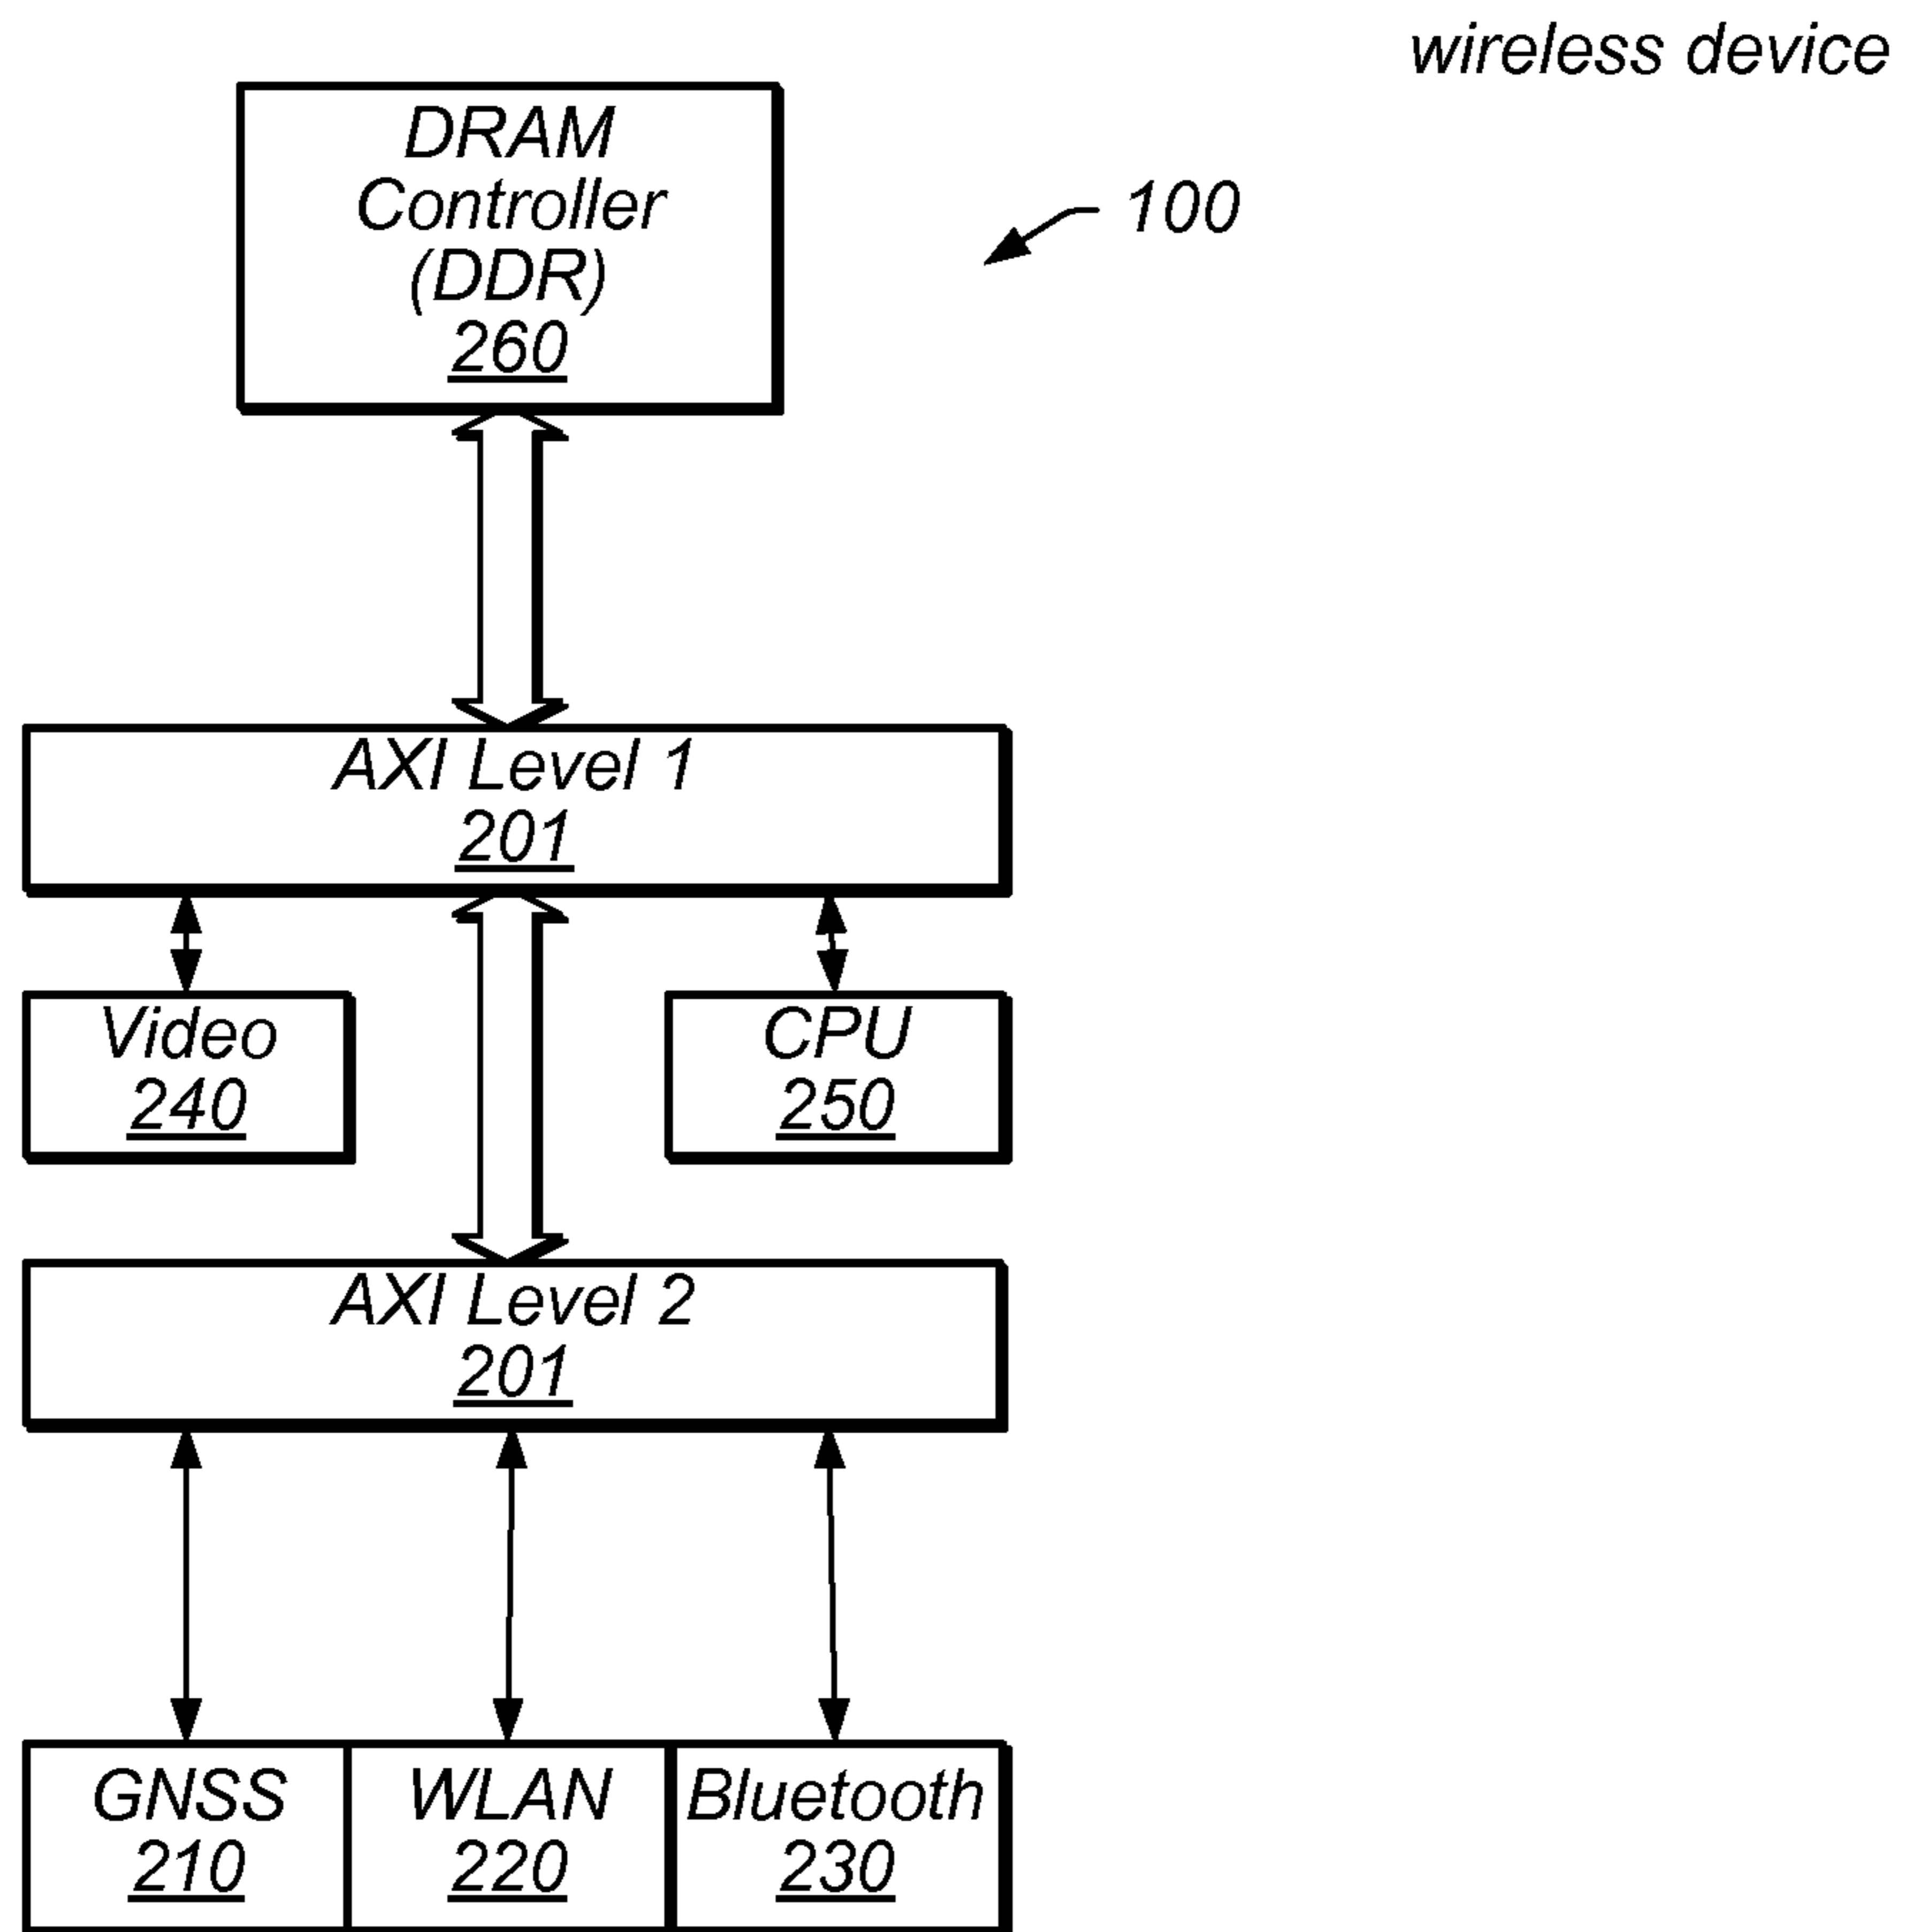 wireless device
DRAM
Controller
(DDR)
260
100
AXI Level 1
201
Video
240
CPU
250
AXI Level 2
201
GNSS
210
WLAN
220
Bluetooth
230